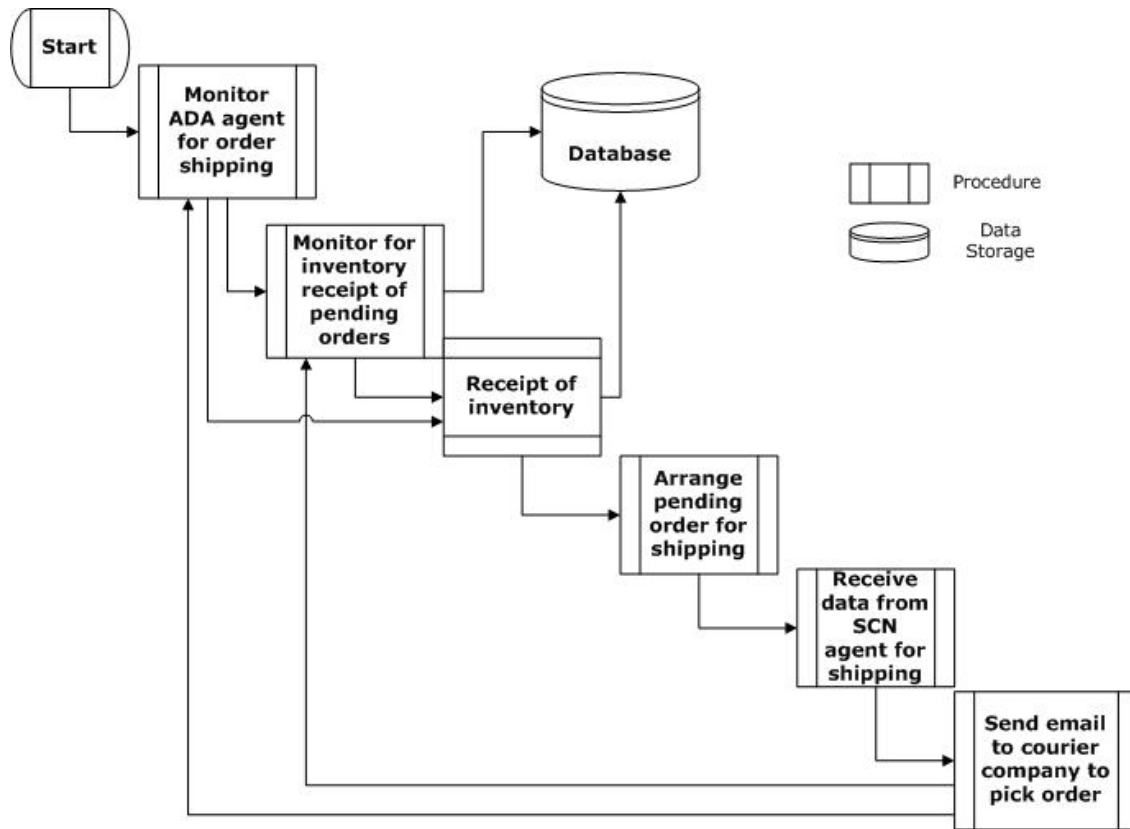 Start
Monitor
ADA agent
for order
shipping
Database
Procedure
Data
Storage
Monitor for
inventory
receipt of
pending
orders
Receipt of
inventory
Arrange
pending
order for
shipping
Receive
data from
SCN
agent for
shipping
Send email
to courier
company to
pick order